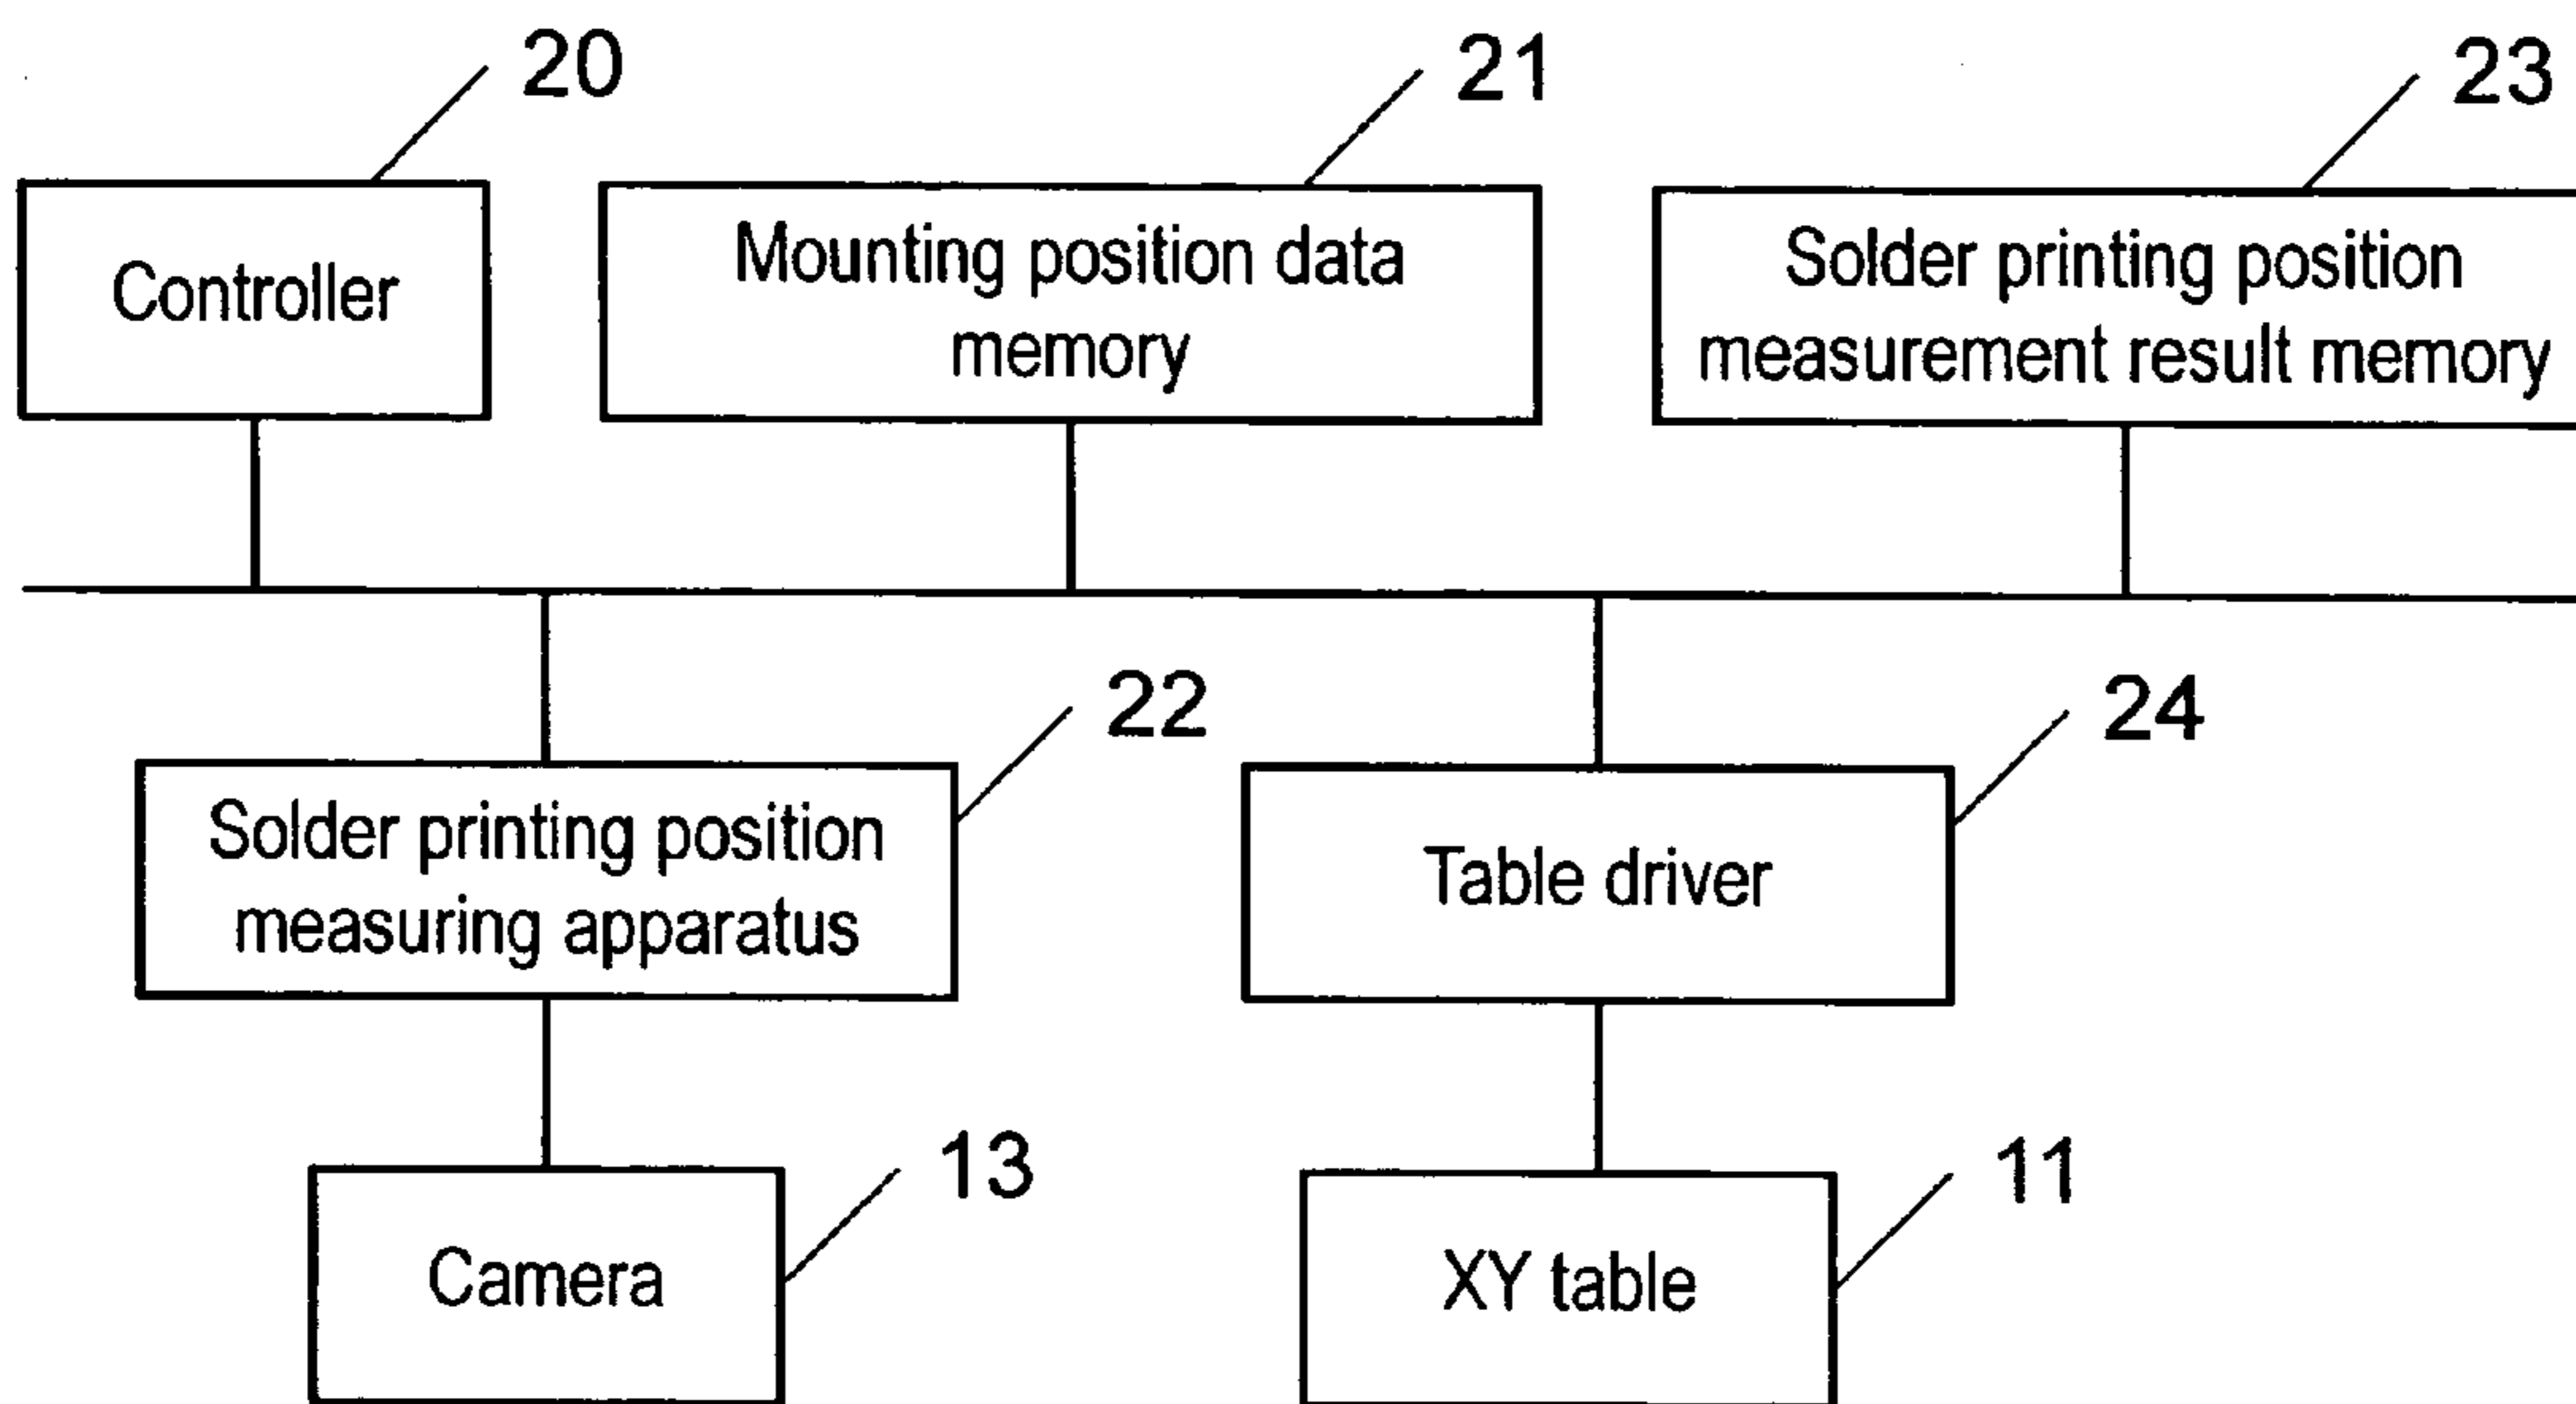 20
21
23
Controller
Mounting position data
memory
Solder printing position
measurement result memory
22
24
Solder printing position
measuring apparatus
Table driver
13
11
Camera
XY table